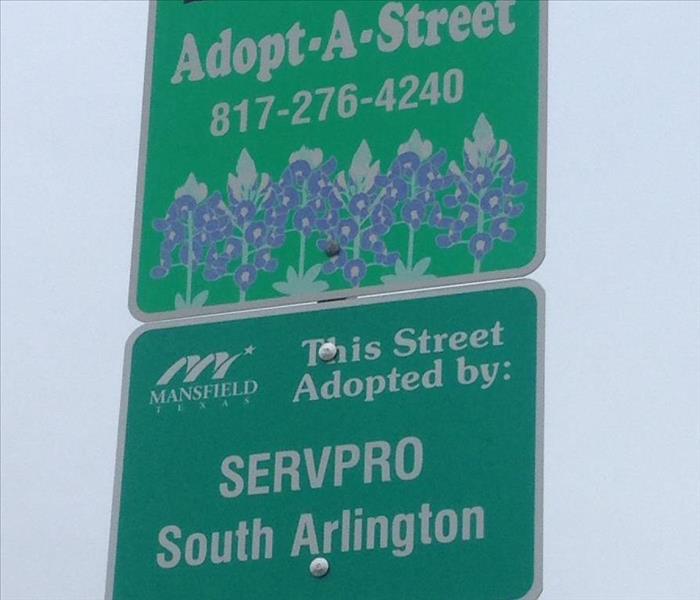 Adopt-A-Street
817-276-4240
MANSFIELD
TEXAS
This Street
Adopted by:
SERVPRO
South Arlington